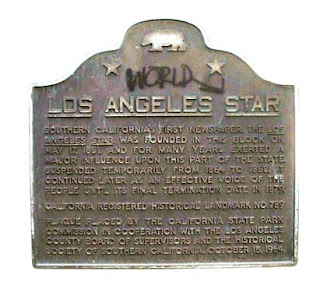 WORLD
LOS ANGELES STAR
SOUTHERN CALIFORNIA'S FIRST NEWSPAPER, THE LOS
ANGELES STAR WAS FOUNDED IN THIS BLOCK ON
MAY 17, 1851, AND FOR MANY YEARS EXERTED A
MAJOR INFLUENCE UPON THIS PART OF THE STATE.
SUSPENDED TEMPORARILY FROM 1864 TO 1868, IT
CONTINUED LATER AS AN EFFECTIVE VOICE OF THE
PEOPLE UNTIL ITS FINAL TERMINATION DATE IN 1879.
CALIFORNIA REGISTERED HISTORICAL LANDMARK NO. 789
PLAQUE PLACED BY THE CALIFORNIA STATE PARK
COMMISSION IN COOPERATION WITH THE LOS ANGELES
COUNTY BOARD OF SUPERVISORS AND THE HISTORICAL
SOCIETY OF SOUTHERN CALIFORNIA, OCTOBER 16, 1964.